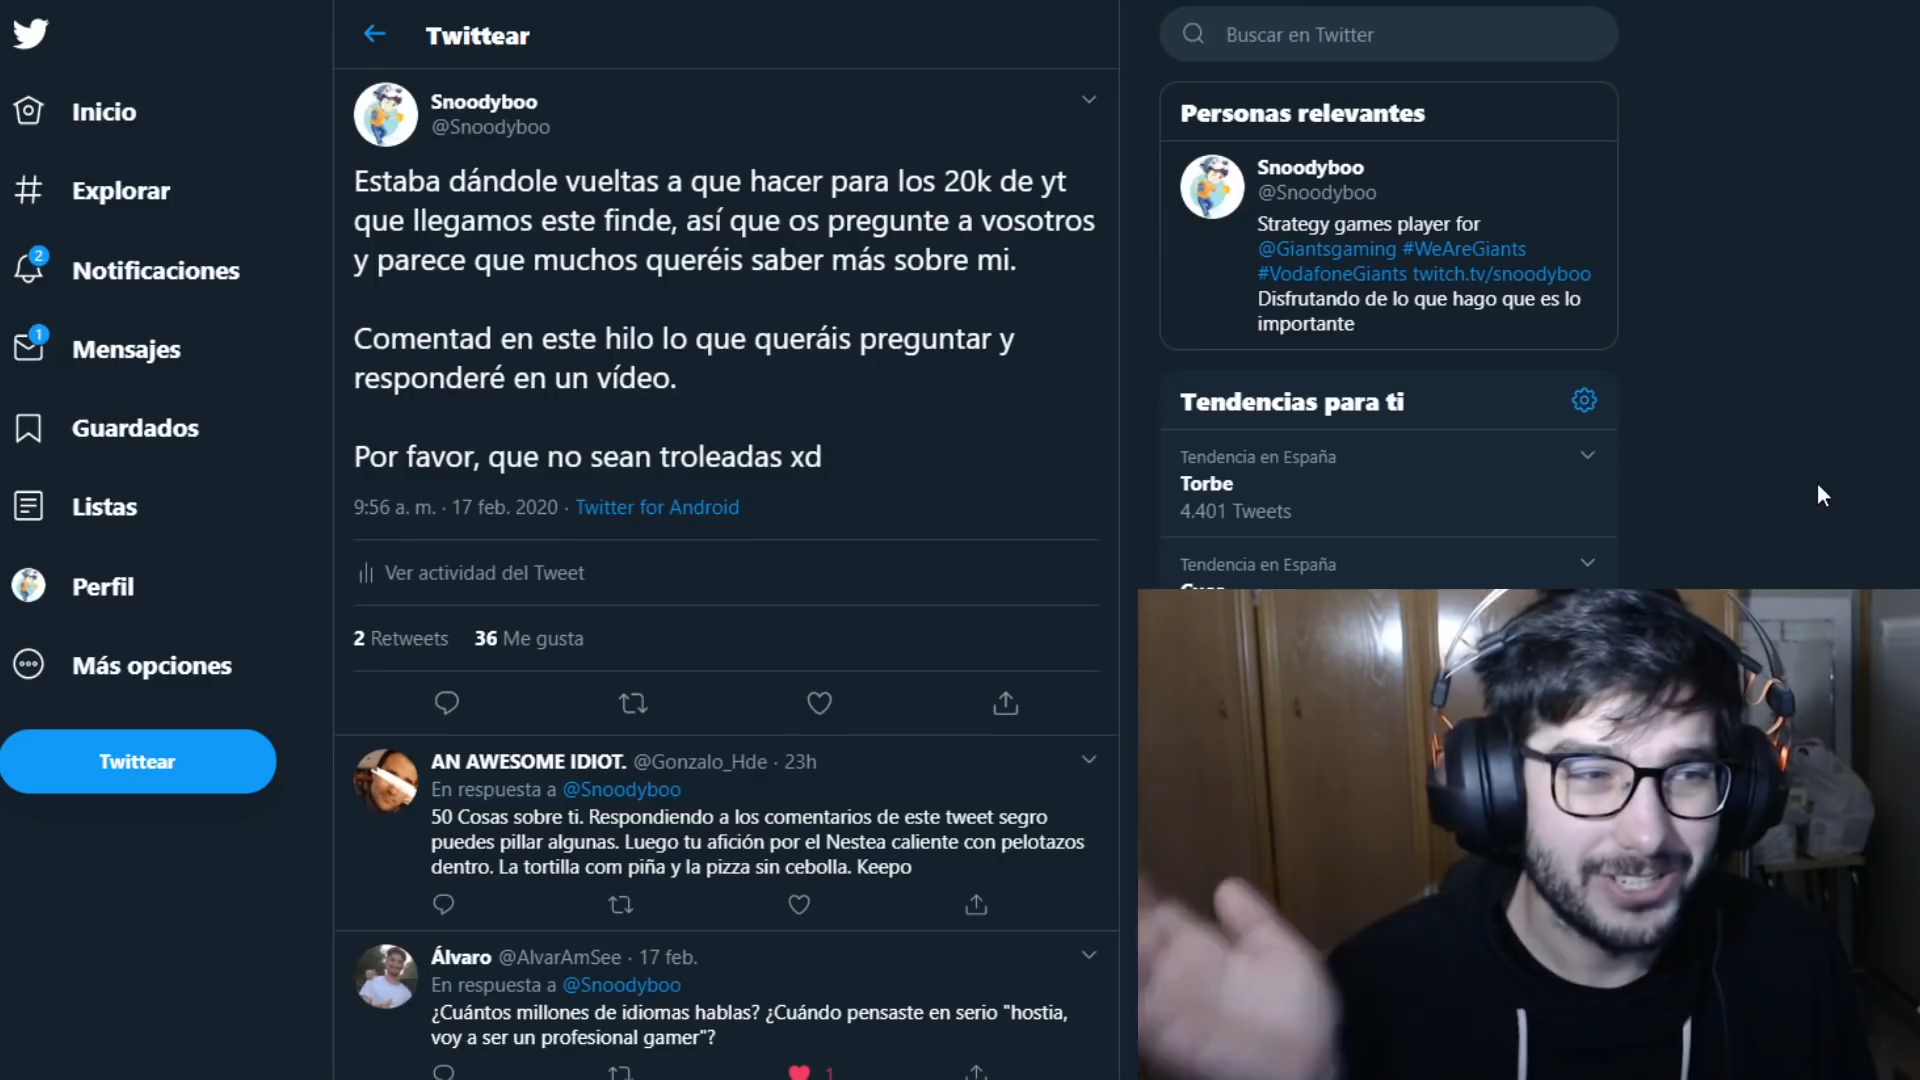 Inicio
Explorar
2
Notificaciones
1
Mensajes
Guardados
Listas
Perfil
Más opciones
Twittear
Twittear
Snoodyboo
@Snoodyboo
Estaba dándole vueltas a que hacer para los 20k de yt
que llegamos este finde, así que os pregunte a vosotros
y parece que muchos queréis saber más sobre mi.
Comentad en este hilo lo que queráis preguntar y
responderé en un vídeo.
Por favor, que no sean troleadas xd
9:56 a. m. · 17 feb. 2020 · Twitter for Android
Ver actividad del Tweet
2 Retweets 36 Me gusta
AN AWESOME IDIOT. @Gonzalo_Hde · 23h
En respuesta a @Snoodyboo
50 Cosas sobre ti. Respondiendo a los comentarios de este tweet segro
puedes pillar algunas. Luego tu afición por el Nestea caliente con pelotazos
dentro. La tortilla com piña y la pizza sin cebolla. Keepo
Álvaro @AlvarAmSee · 17 feb.
En respuesta a @Snoodyboo
¿Cuántos millones de idiomas hablas? ¿Cuándo pensaste en serio "hostia,
voy a ser un profesional gamer"?
1
Buscar en Twitter
Personas relevantes
Snoodyboo
@Snoodyboo
Strategy games player for
@Giantsgaming #WeAreGiants
#VodafoneGiants twitch.tv/snoodyboo
Disfrutando de lo que hago que es lo
importante
Tendencias para ti
Tendencia en España
Torbe
4.401 Tweets
Tendencia en España